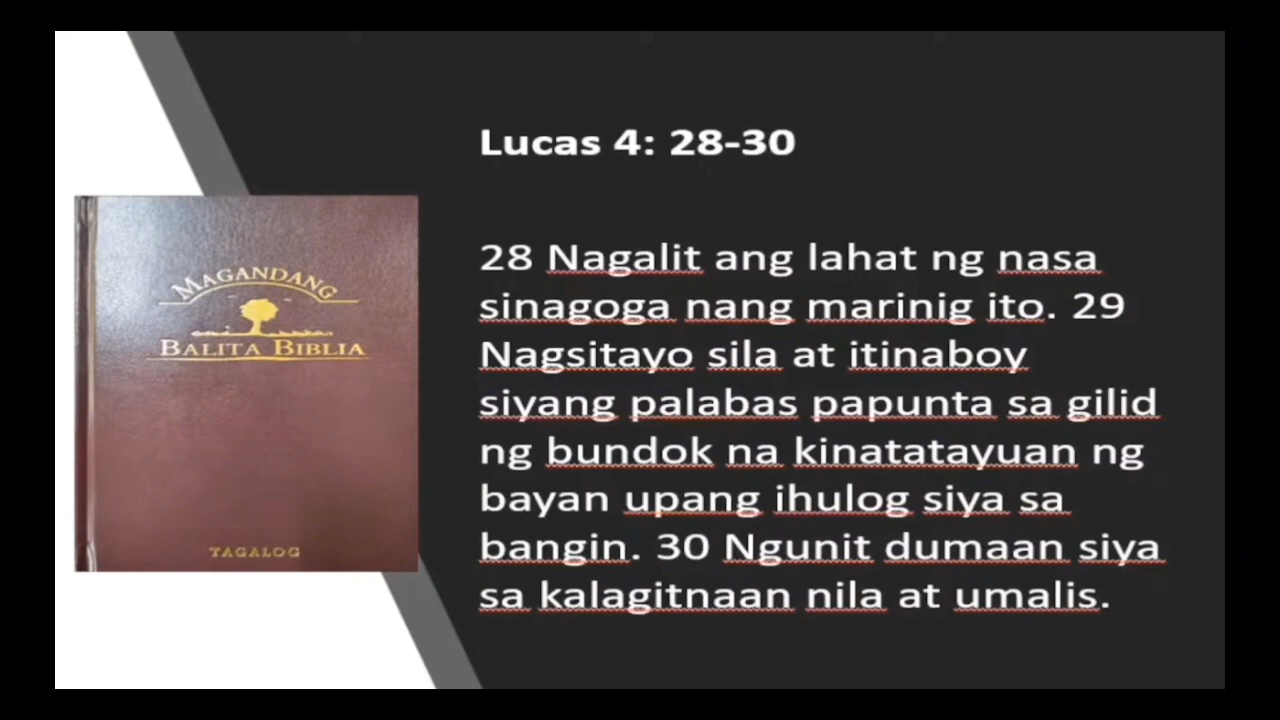 Lucas 4: 28-30
28 Nagalit ang lahat ng nasa
sinagoga nang marinig ito. 29
Nagsitayo sila at itinaboy
siyang palabas papunta sa gilid
ng bundok na kinatatayuan ng
bayan upang ihulog siya sa
bangin. 30 Ngunit dumaan siya
sa kalagitnaan nila at umalis.
MAGANDANG
BALITA BIBLIA
TAGALOG